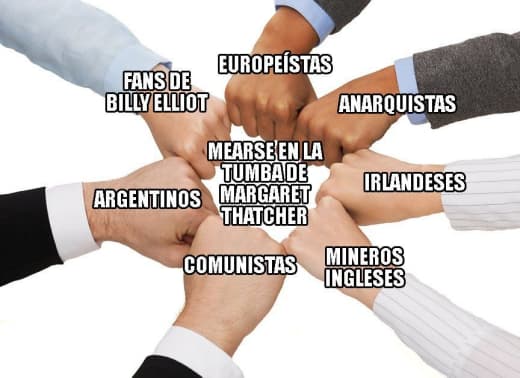 EUROPEÍSTAS
FANS DE
BILLY ELLIOT
ANARQUISTAS
MEARSE EN LA
TUMBA DE
MARGARET
THATCHER
ARGENTINOS
IRLANDESES
COMUNISTAS
MINEROS
INGLESES